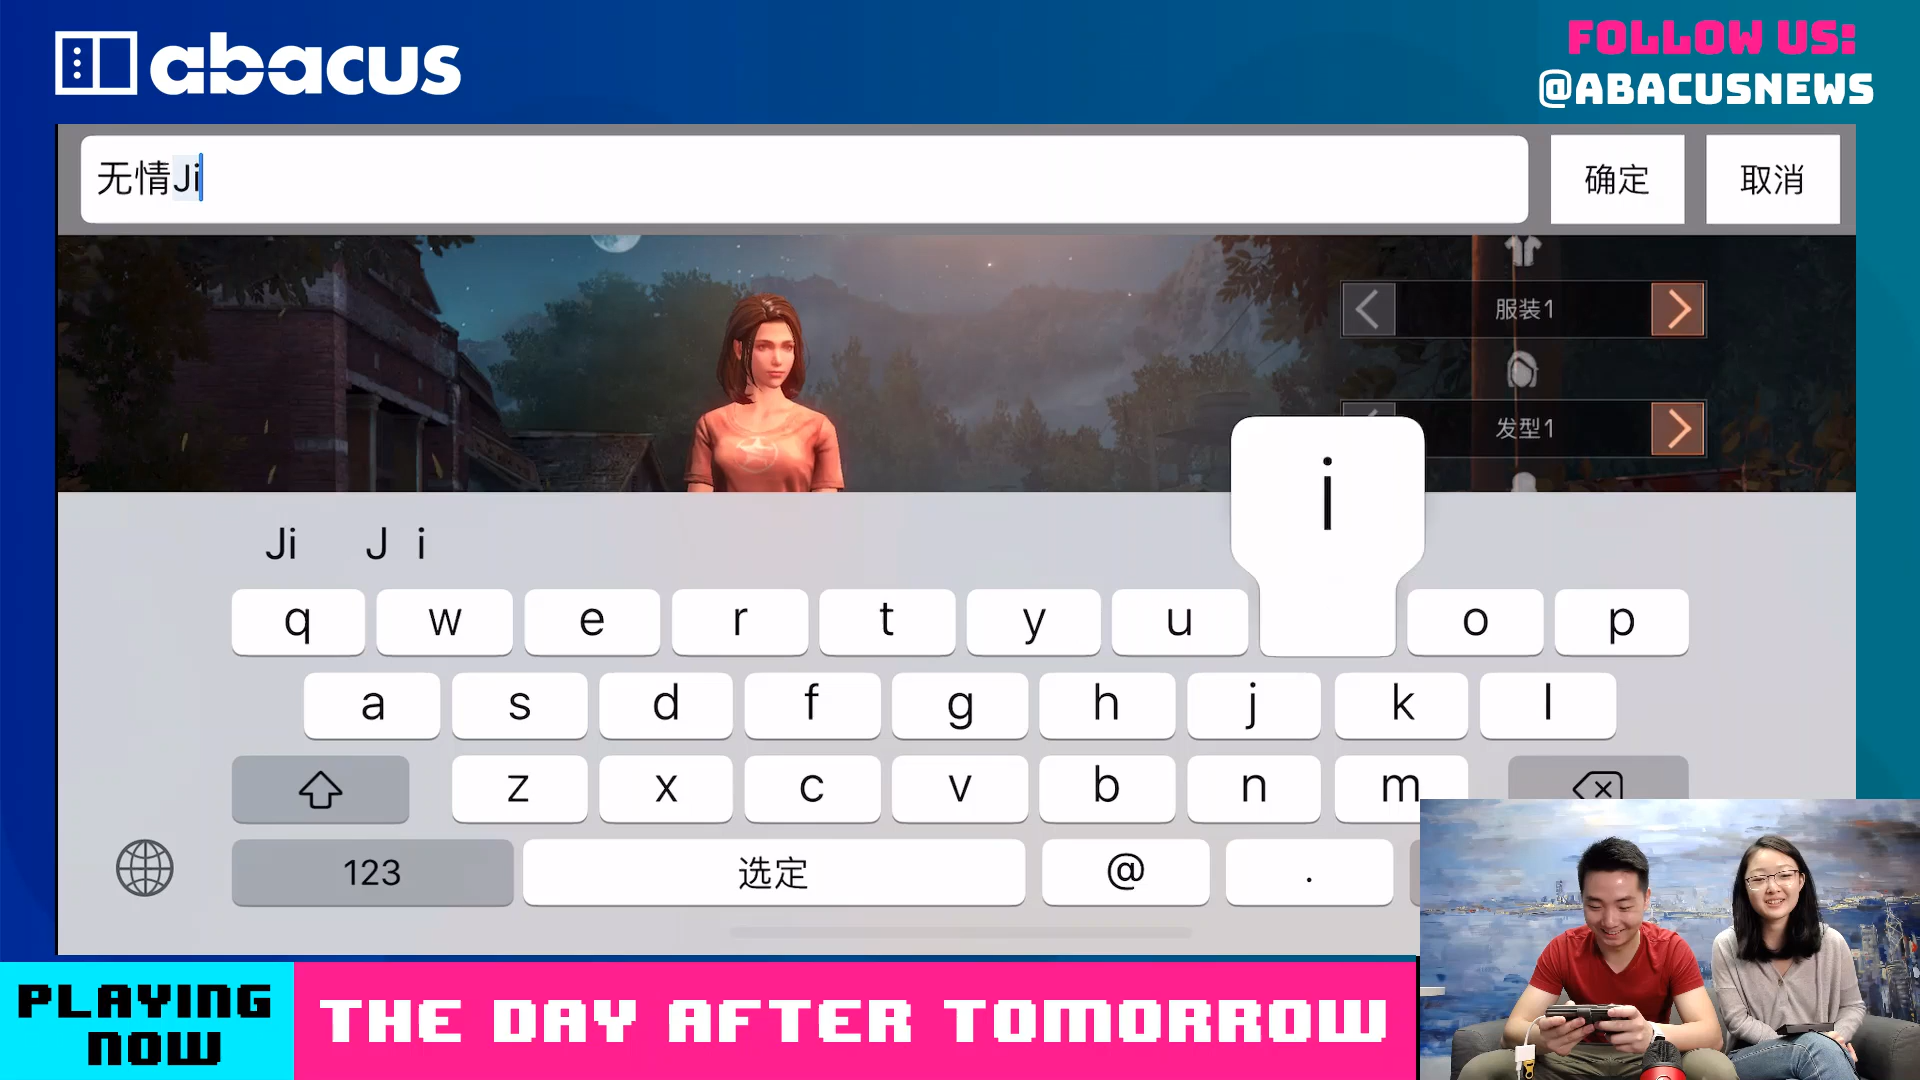 abacus
FOLLOW US:
@ABACUSNEWS
无情Ji
确定
取消
服装1
发型1
i
Ji J i
q w e r t y u o p
a s d f g h j k l
z x c v b n m
123 选定 @ .
PLAYING
NOW
THE DAY AFTER TOMORROW